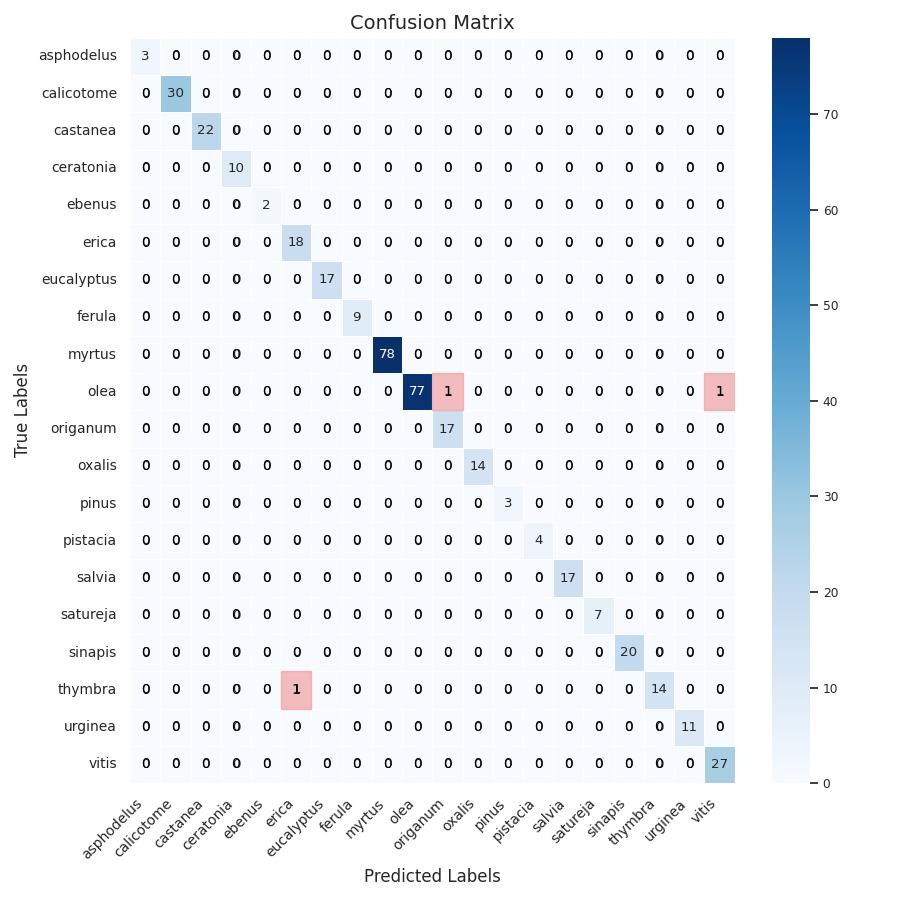 Confusion Matrix
asphodelus 3 0 0 0 0 0 0 0 0 0 0 0 0 0 0 0 0 0 0 0
calicotome 0 30 0 0 0 0 0 0 0 0 0 0 0 0 0 0 0 0 0 0
castanea 0 0 22 0 0 0 0 0 0 0 0 0 0 0 0 0 0 0 0 0
ceratonia 0 0 0 10 0 0 0 0 0 0 0 0 0 0 0 0 0 0 0 0
ebenus 0 0 0 0 2 0 0 0 0 0 0 0 0 0 0 0 0 0 0 0
erica 0 0 0 0 0 18 0 0 0 0 0 0 0 0 0 0 0 0 0 0
eucalyptus 0 0 0 0 0 0 17 0 0 0 0 0 0 0 0 0 0 0 0 0
ferula 0 0 0 0 0 0 0 9 0 0 0 0 0 0 0 0 0 0 0 0
myrtus 0 0 0 0 0 0 0 0 78 0 0 0 0 0 0 0 0 0 0 0
olea 0 0 0 0 0 0 0 0 0 77 1 0 0 0 0 0 0 0 0 1
origanum 0 0 0 0 0 0 0 0 0 0 17 0 0 0 0 0 0 0 0 0
oxalis 0 0 0 0 0 0 0 0 0 0 0 14 0 0 0 0 0 0 0 0
pinus 0 0 0 0 0 0 0 0 0 0 0 0 3 0 0 0 0 0 0 0
pistacia 0 0 0 0 0 0 0 0 0 0 0 0 0 4 0 0 0 0 0 0
salvia 0 0 0 0 0 0 0 0 0 0 0 0 0 0 17 0 0 0 0 0
satureja 0 0 0 0 0 0 0 0 0 0 0 0 0 0 0 7 0 0 0 0
sinapis 0 0 0 0 0 0 0 0 0 0 0 0 0 0 0 0 20 0 0 0
thymbra 0 0 0 0 0 1 0 0 0 0 0 0 0 0 0 0 0 14 0 0
urginea 0 0 0 0 0 0 0 0 0 0 0 0 0 0 0 0 0 0 11 0
vitis 0 0 0 0 0 0 0 0 0 0 0 0 0 0 0 0 0 0 0 27
True Labels
asphodelus calicotome castanea ceratonia ebenus erica eucalyptus ferula myrtus olea origanum oxalis pinus pistacia salvia satureja sinapis thymbra urginea vitis
Predicted Labels
70
60
50
40
30
20
10
0